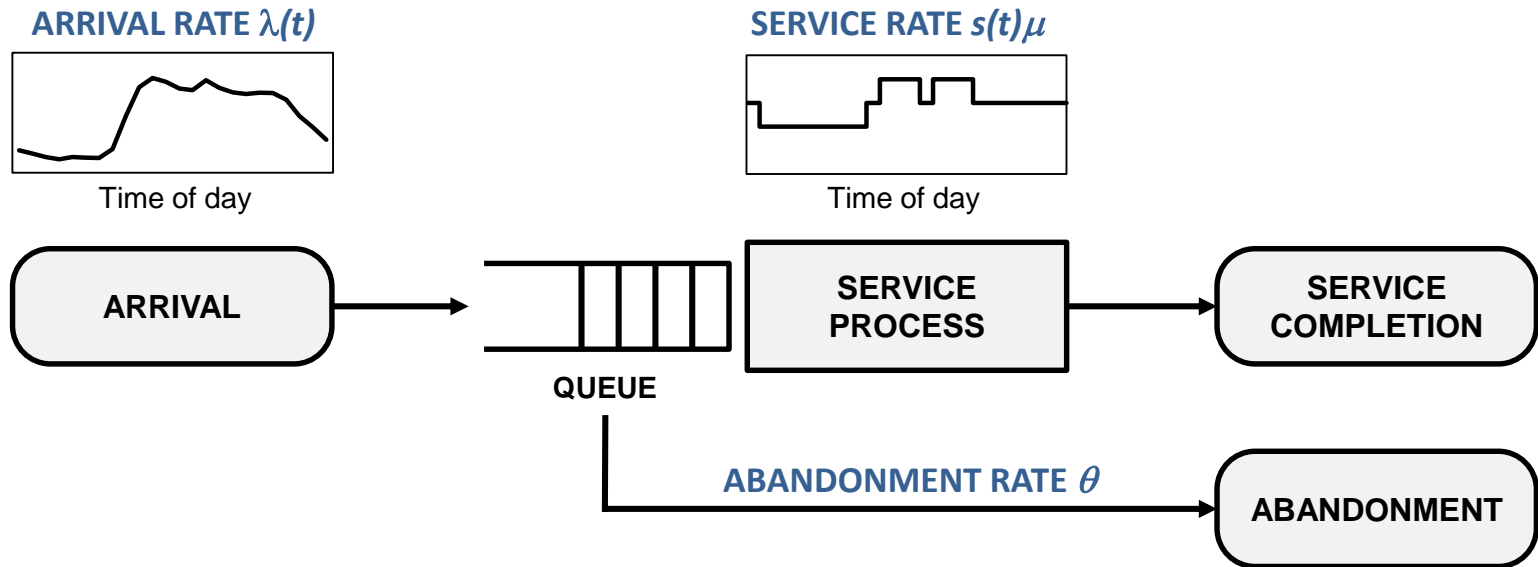 ARRIVAL RATE λ(t)
SERVICE RATE s(t)μ
Time of day
Time of day
ARRIVAL
SERVICE
PROCESS
SERVICE
COMPLETION
QUEUE
ABANDONMENT RATE θ
ABANDONMENT